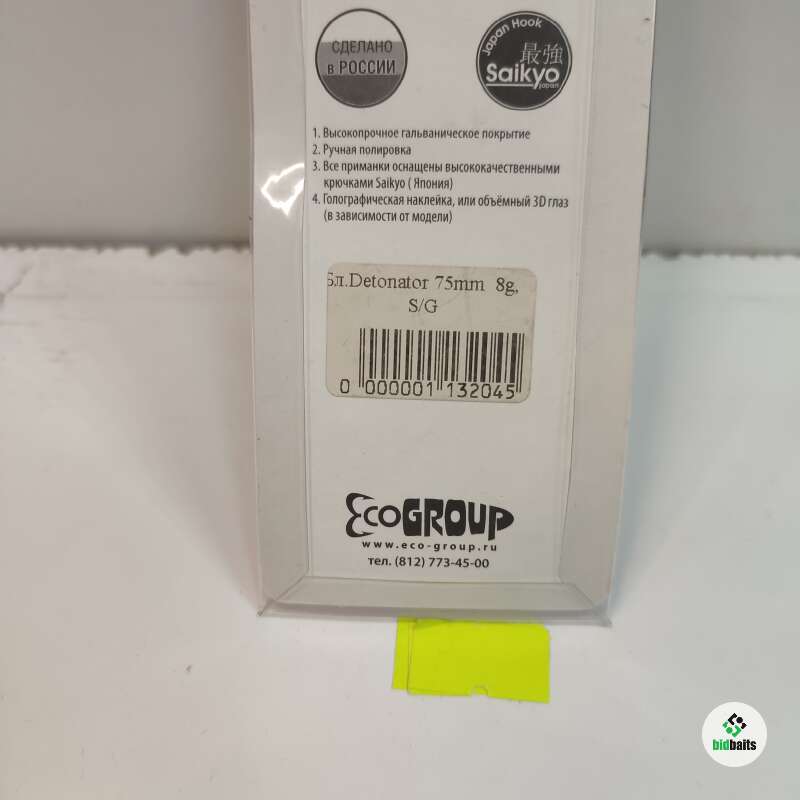 СДЕЛАНО
в РОССИИ
Japan Hook
最強
Saikyo
Japan
1. Высокопрочное гальваническое покрытие
2. Ручная полировка
3. Все приманки оснащены высококачественными
крючками Saikyo ( Япония)
4. Голографическая наклейка, или объёмный 3D глаз
(в зависимости от модели)
Бл.Detonator 75mm 8g,
S/G
0 000001 132045
EcoGROUP
www.eco-group.ru
тел. (812) 773-45-00
bidbaits